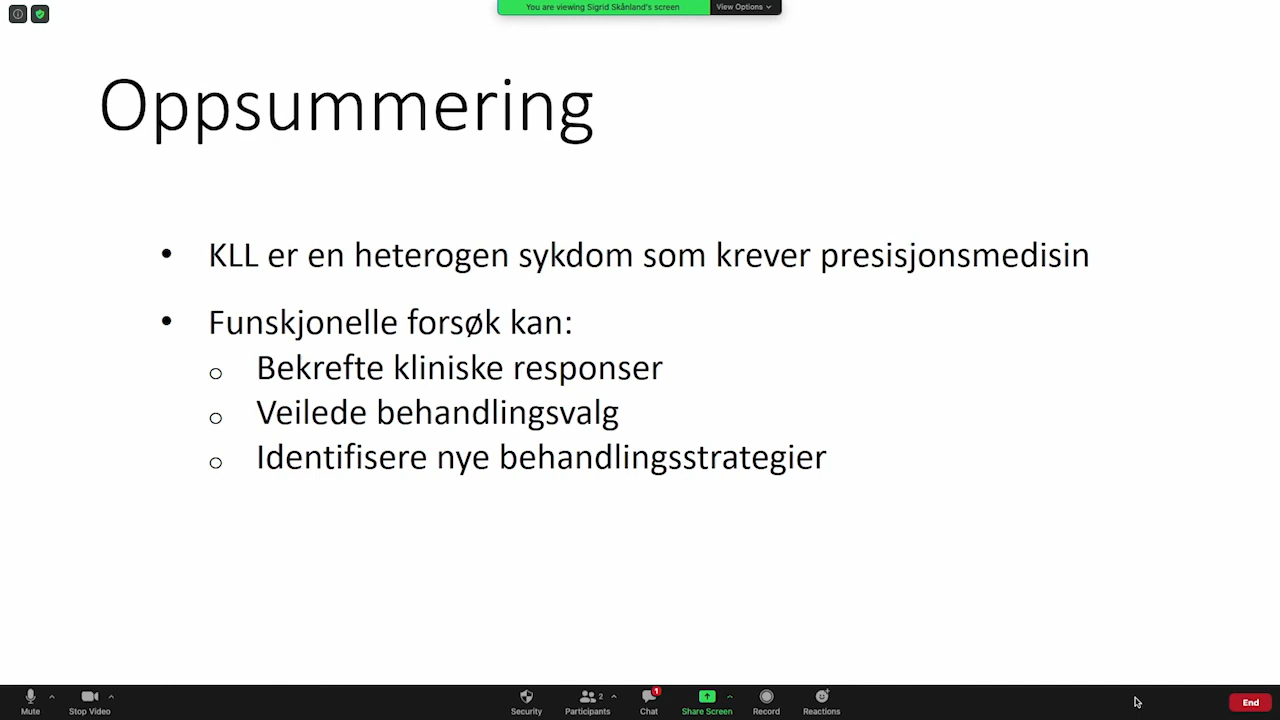 You are viewing Sigrid Skånland's screen
View Options
Oppsummering
• KLL er en heterogen sykdom som krever presisjonsmedisin
• Funskjonelle forsøk kan:
o Bekrefte kliniske responser
o Veilede behandlingsvalg
o Identifisere nye behandlingsstrategier
Mute
Stop Video
Security
Participants 2
Chat 1
Share Screen
Record
Reactions
End